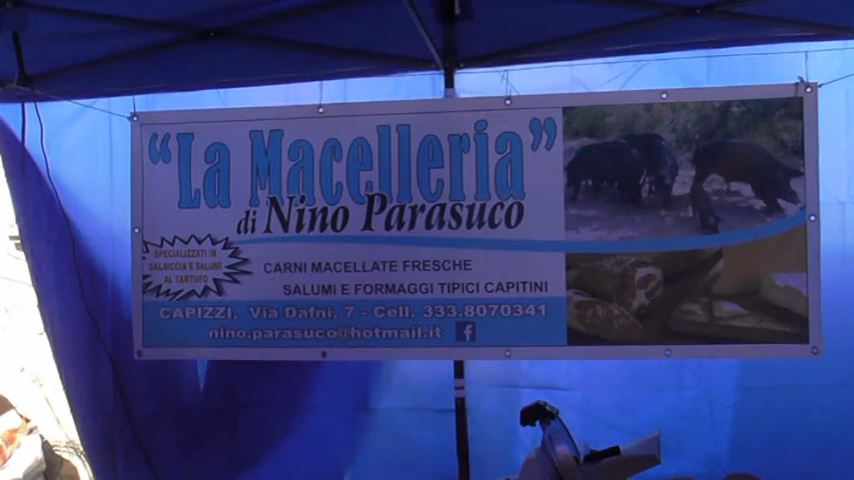 "La Macelleria"
di Nino Parasuco
SPECIALIZZATI IN
SALSICCIA E SALUMI
AL TARTUFO
CARNI MACELLATE FRESCHE
SALUMI E FORMAGGI TIPICI CAPITINI
CAPIZZI, Via Dafni, 7 - Cell. 333.8070341
nino.parasuco@hotmail.it f